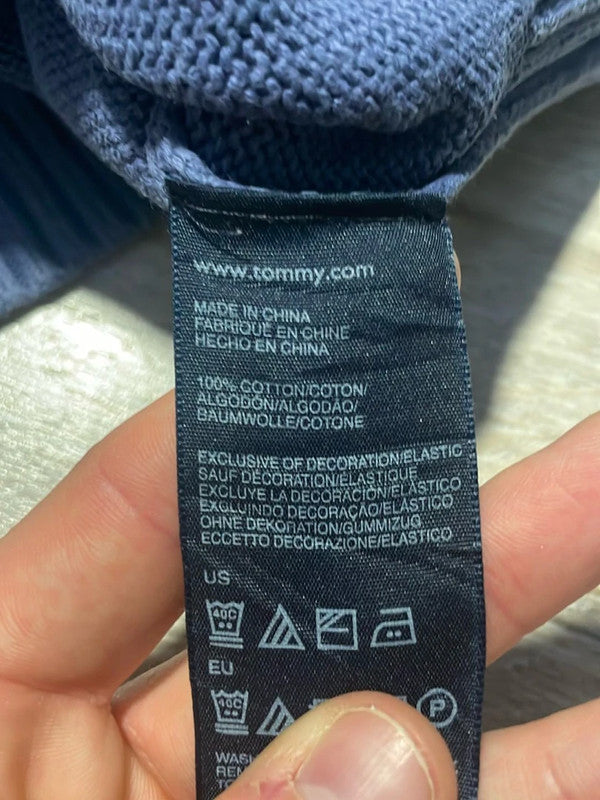 www.tommy.com
MADE IN CHINA
FABRIQUÉ EN CHINE
HECHO EN CHINA
100% COTTON/COTON/
ALGODÓN/ALGODÃO/
BAUMWOLLE/COTONE
EXCLUSIVE OF DECORATION/ELASTIC
SAUF DÉCORATION/ÉLASTIQUE
EXCLUYE LA DECORACIÓN/ELÁSTICO
EXCLUINDO DECORAÇÃO/ELÁSTICO
OHNE DEKORATION/GUMMIZUG
ECCETTO DECORAZIONE/ELASTICO
US
40C
EU
40C P